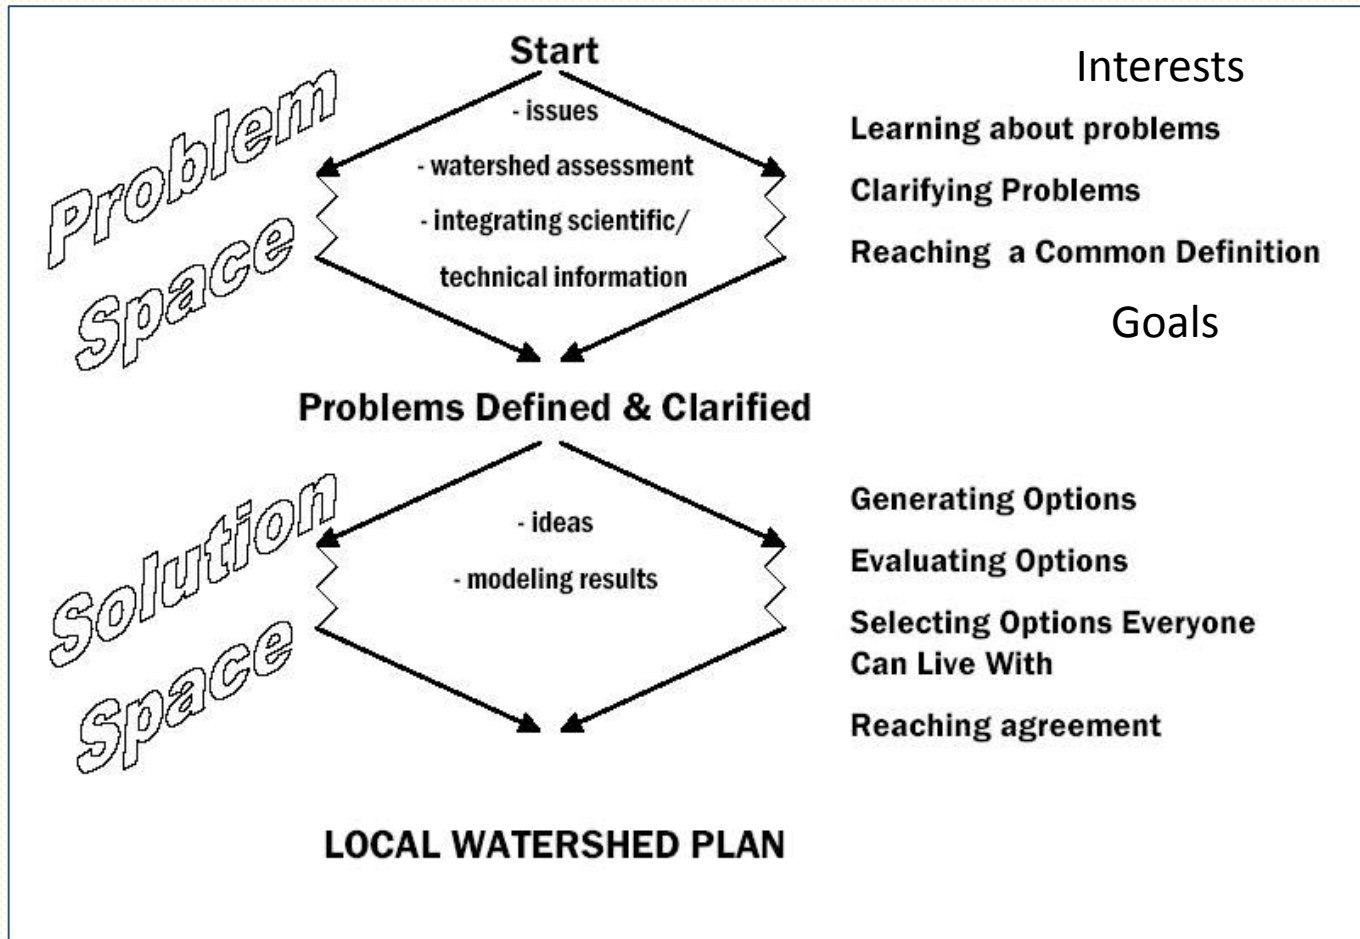 Start
Interests
Problem
Space
- issues
- watershed assessment
- integrating scientific/
technical information
Learning about problems
Clarifying Problems
Reaching a Common Definition
Goals
Problems Defined & Clarified
Solution
Space
- ideas
- modeling results
Generating Options
Evaluating Options
Selecting Options Everyone
Can Live With
Reaching agreement
LOCAL WATERSHED PLAN